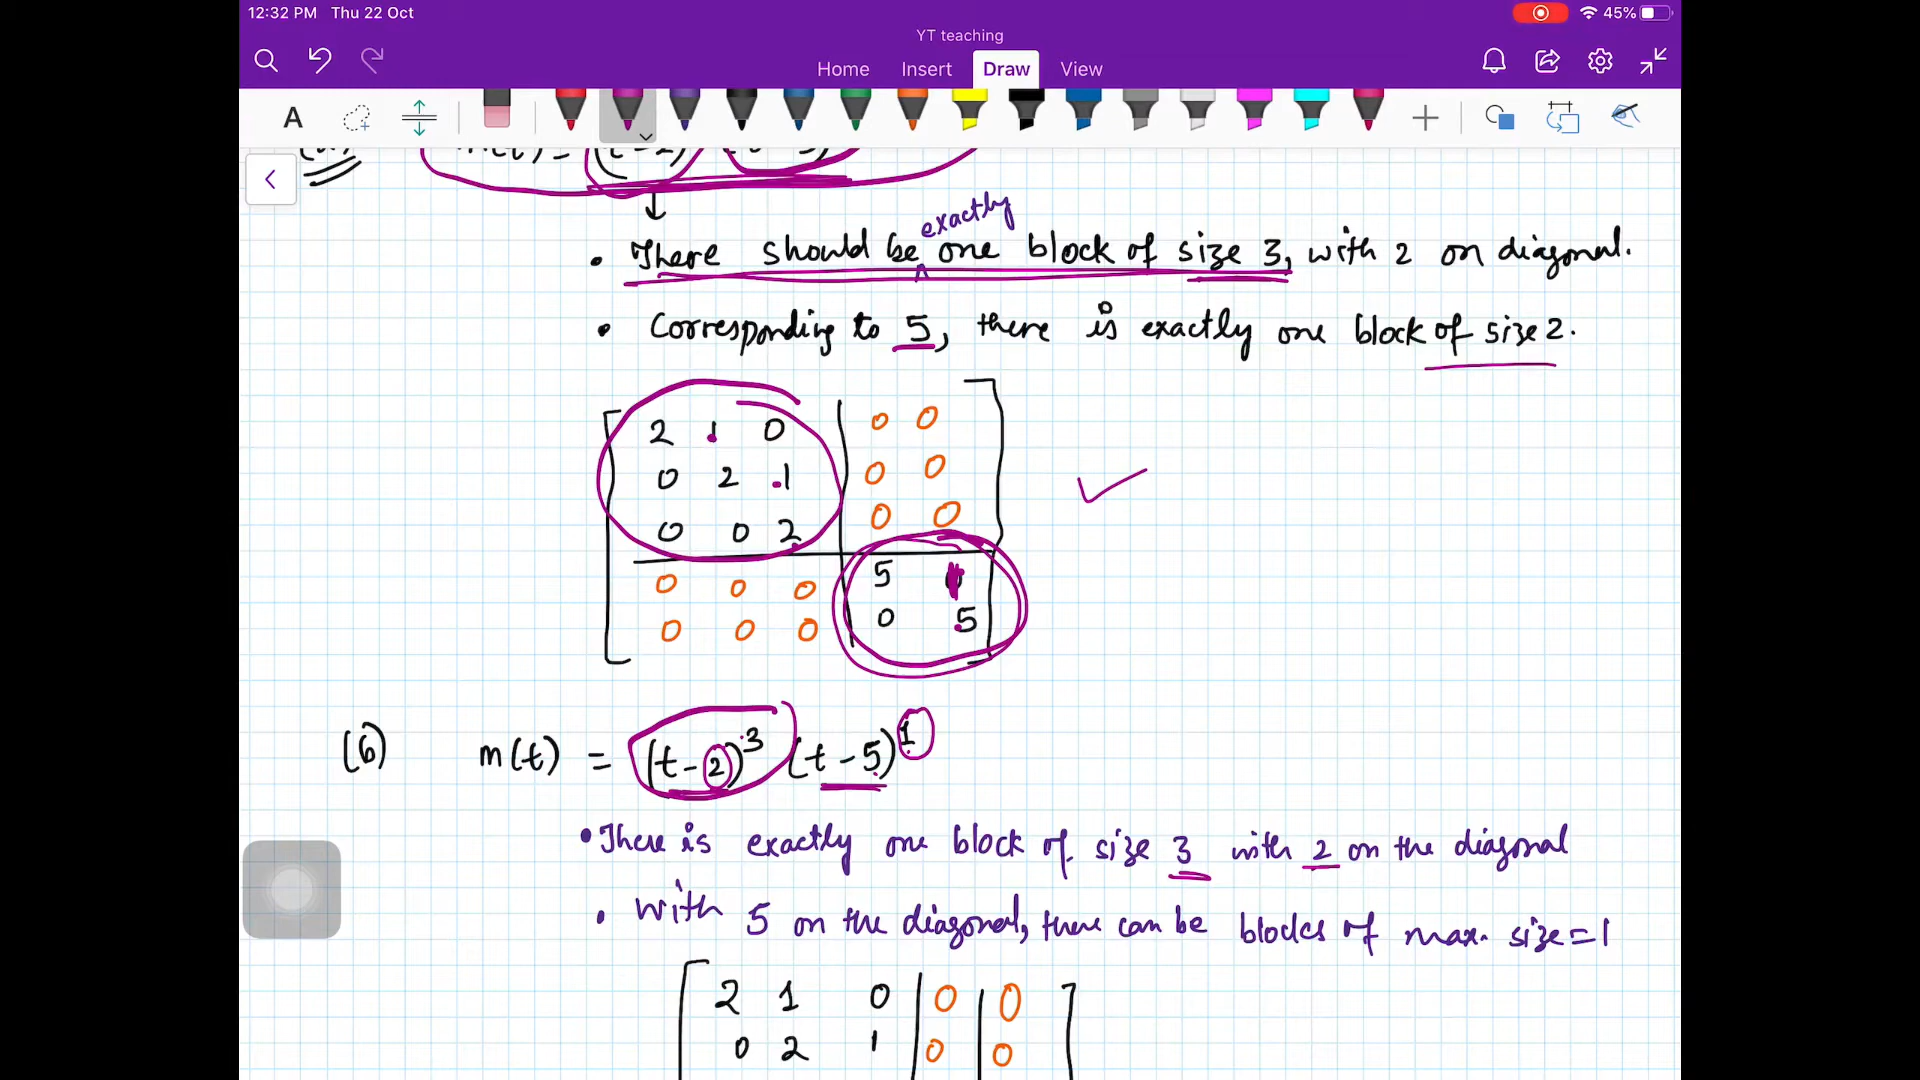 12:32 PM Thu 22 Oct
45%
YT teaching
Home Insert Draw View
A
m(t) = (t-2) (t-5)
exactly
• There should be one block of size 3, with 2 on diagonal.
• Corresponding to 5, there is exactly one block of size 2.
2 1 0 0 0
0 2 1 0 0
0 0 2 0 0
0 0 0 5
0 0 0 0 5
(b) m(t) = (t-2)³ (t-5)¹
• There is exactly one block of size 3 with 2 on the diagonal
• With 5 on the diagonal, there can be blocks of max. size = 1
2 1 0 0 0
0 2 1 0 0